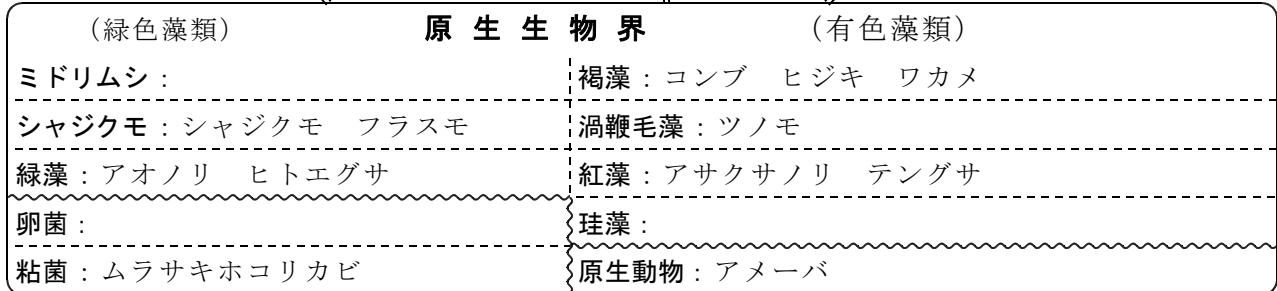 （緑色藻類） 原生生物界 （有色藻類）
ミドリムシ： 褐藻：コンブ　ヒジキ　ワカメ
シャジクモ：シャジクモ　フラスモ 渦鞭毛藻：ツノモ
緑藻：アオノリ　ヒトエグサ 紅藻：アサクサノリ　テングサ
卵菌： 珪藻：
粘菌：ムラサキホコリカビ 原生動物：アメーバ